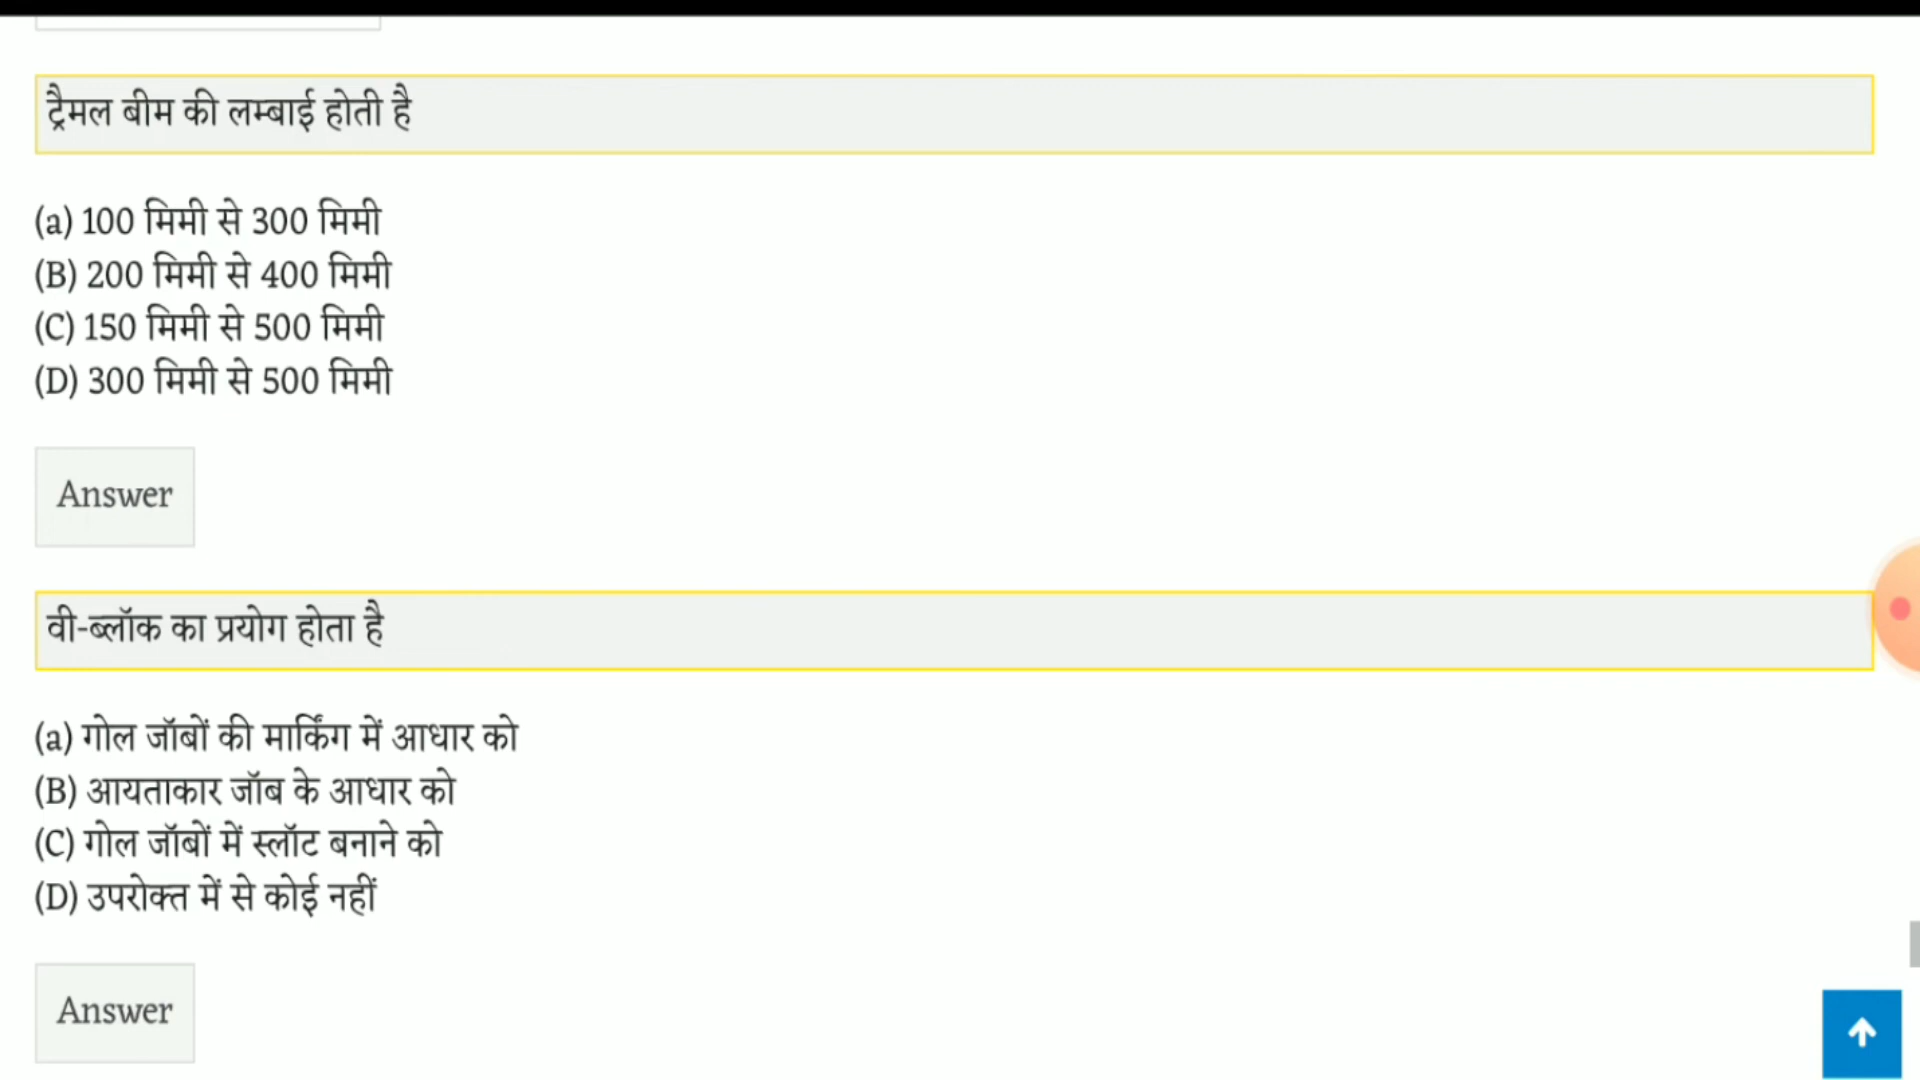 ट्रैमल बीम की लम्बाई होती है
(a) 100 मिमी से 300 मिमी
(B) 200 मिमी से 400 मिमी
(C) 150 मिमी से 500 मिमी
(D) 300 मिमी से 500 मिमी
Answer
वी-ब्लॉक का प्रयोग होता है
(a) गोल जॉबों की मार्किंग में आधार को
(B) आयताकार जॉब के आधार को
(C) गोल जॉबों में स्लॉट बनाने को
(D) उपरोक्त में से कोई नहीं
Answer